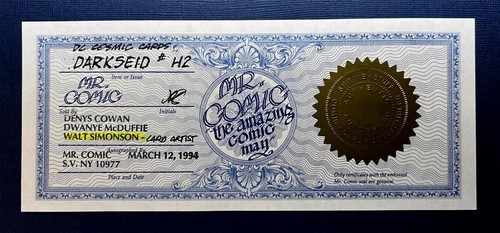 DC COSMIC CARDS
DARKSEID # H2
Item or Issue
MR.
COMIC
Sold By
Initials
DENYS COWAN
DWANYE McDUFFIE
WALT SIMONSON - CARD ARTIST
Autographed By
MR. COMIC MARCH 12, 1994
S.V. NY 10977
Place and Date
MR.
COMIC
the amazing
comic
man
Only certificates with the endorsed
Mr. Comic seal are genuine.